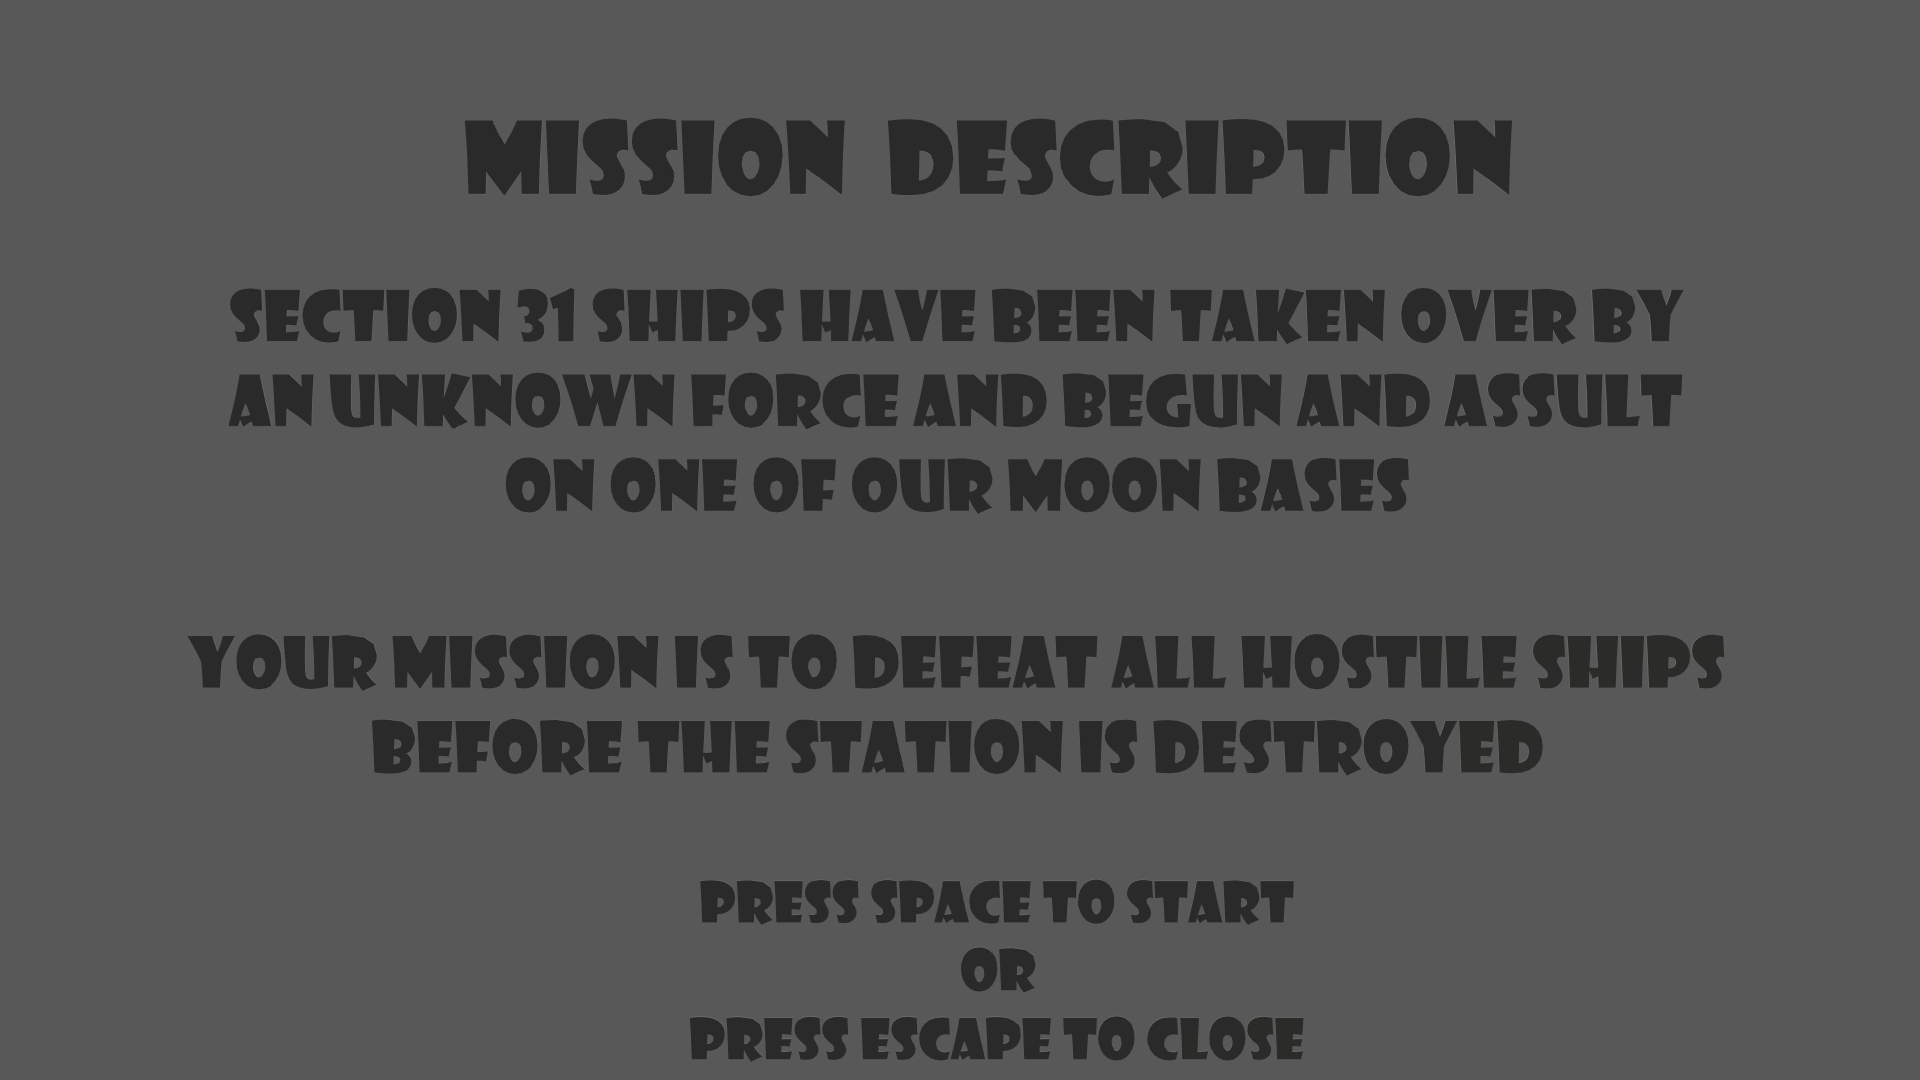 MISSION DESCRIPTION
SECTION 31 SHIPS HAVE BEEN TAKEN OVER BY
AN UNKNOWN FORCE AND BEGUN AND ASSULT
ON ONE OF OUR MOON BASES
YOUR MISSION IS TO DEFEAT ALL HOSTILE SHIPS
BEFORE THE STATION IS DESTROYED
PRESS SPACE TO START
OR
PRESS ESCAPE TO CLOSE